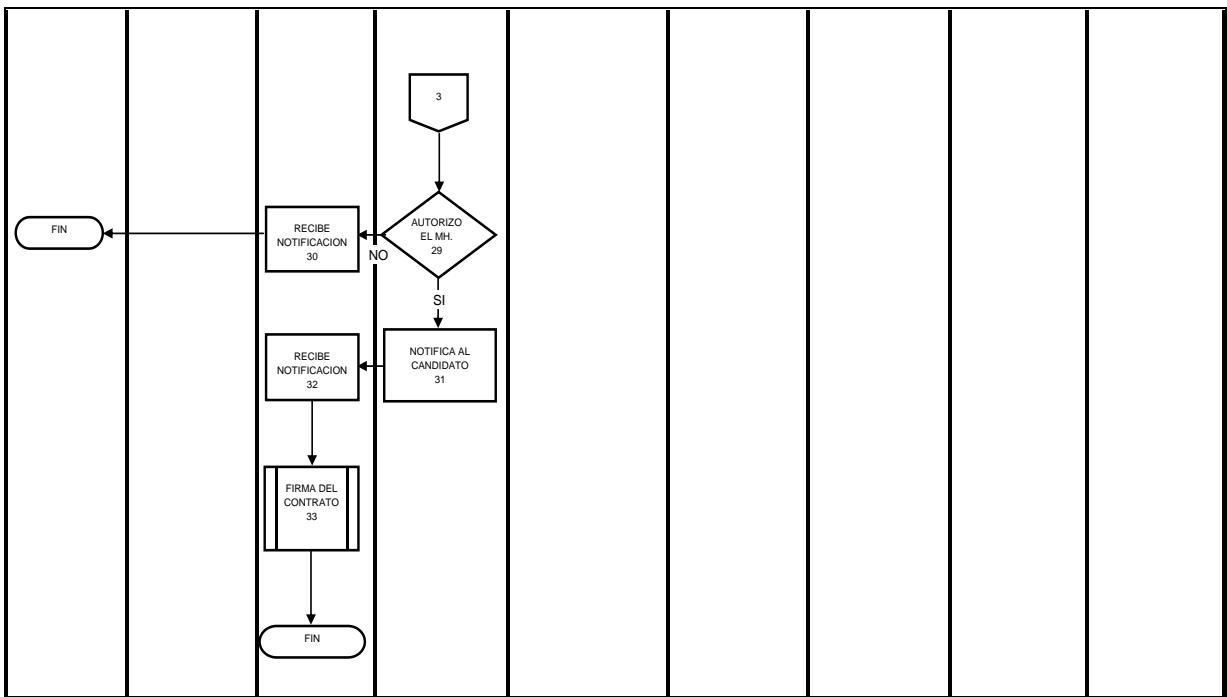 3
AUTORIZO
EL MH.
29
FIN
RECIBE
NOTIFICACION
30
NO
SI
RECIBE
NOTIFICACION
32
NOTIFICA AL
CANDIDATO
31
FIRMA DEL
CONTRATO
33
FIN